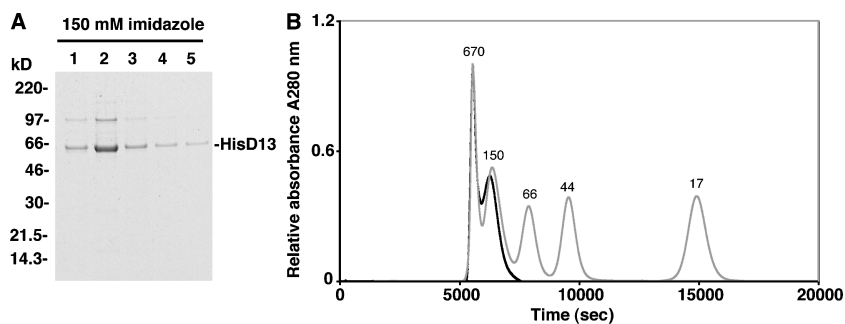 A
150 mM imidazole
1 2 3 4 5
kD
220-
97-
66-
46-
30-
21.5-
14.3-
-HisD13
B
Relative absorbance A280 nm
1.2
0.6
0
670
150
66
44
17
0 5000 10000 15000 20000
Time (sec)